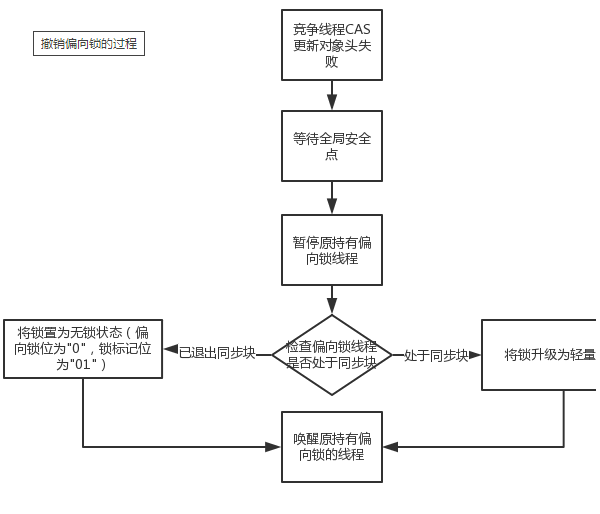 撤销偏向锁的过程
竞争线程CAS
更新对象头失
败
等待全局安全
点
暂停原持有偏
向锁线程
检查偏向锁线程
是否处于同步块
已退出同步块
处于同步块
将锁置为无锁状态（偏
向锁位为"0"，锁标记位
为"01"）
将锁升级为轻量
唤醒原持有偏
向锁的线程